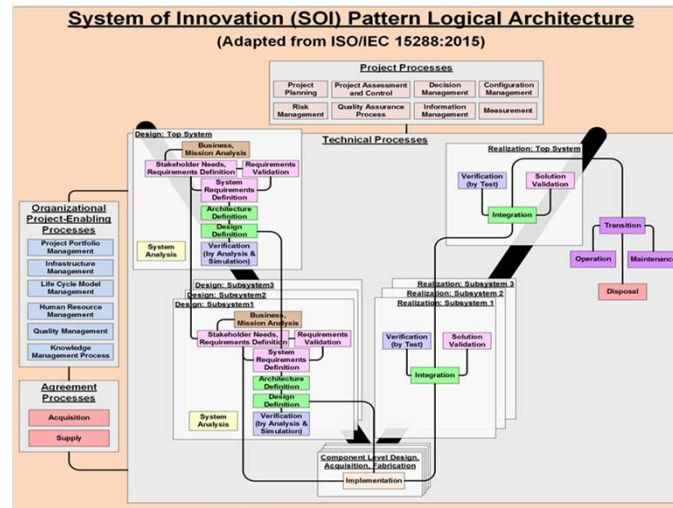 System of Innovation (SOI) Pattern Logical Architecture
(Adapted from ISO/IEC 15288:2015)
Project Processes
Project
Planning
Project Assessment
and Control
Decision
Management
Configuration
Management
Risk
Management
Quality Assurance
Process
Information
Management
Measurement
Technical Processes
Design: Top System
Business,
Mission Analysis
Stakeholder Needs,
Requirements Definition
Requirements
Validation
System
Requirements
Definition
Architecture
Definition
Design
Definition
System
Analysis
Verification
(by Analysis &
Simulation)
Realization: Top System
Verification
(by Test)
Solution
Validation
Integration
Transition
Operation
Maintenance
Disposal
Organizational
Project-Enabling
Processes
Project Portfolio
Management
Infrastructure
Management
Life Cycle Model
Management
Human Resource
Management
Quality Management
Knowledge
Management Process
Agreement
Processes
Acquisition
Supply
Design: Subsystem3
Design: Subsystem2
Design: Subsystem1
Business,
Mission Analysis
Stakeholder Needs,
Requirements Definition
Requirements
Validation
System
Requirements
Definition
Architecture
Definition
Design
Definition
System
Analysis
Verification
(by Analysis &
Simulation)
Realization: Subsystem 3
Realization: Subsystem 2
Realization: Subsystem 1
Verification
(by Test)
Solution
Validation
Integration
Component Level Design,
Acquisition, Fabrication
Implementation